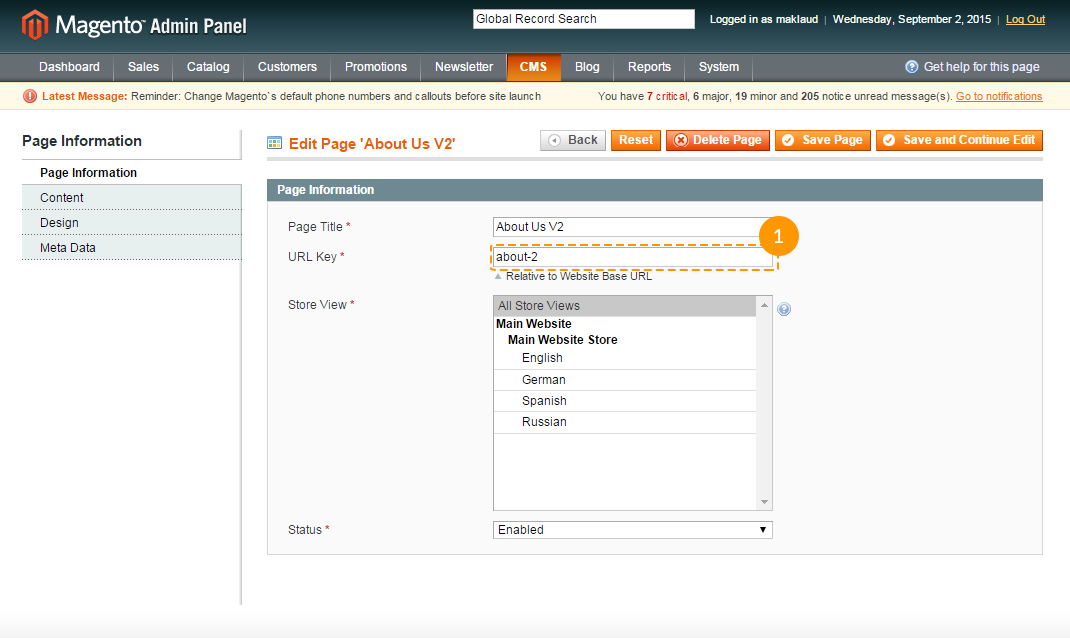 Magento Admin Panel
Global Record Search
Logged in as maklaud | Wednesday, September 2, 2015 | Log Out
Dashboard Sales Catalog Customers Promotions Newsletter CMS Blog Reports System Get help for this page
Latest Message: Reminder: Change Magento`s default phone numbers and callouts before site launch You have 7 critical, 6 major, 19 minor and 205 notice unread message(s). Go to notifications
Page Information
Page Information
Content
Design
Meta Data
Edit Page 'About Us V2' Back Reset Delete Page Save Page Save and Continue Edit
Page Information
Page Title * About Us V2
1
URL Key * about-2
Relative to Website Base URL
Store View * All Store Views
Main Website
Main Website Store
English
German
Spanish
Russian
Status * Enabled